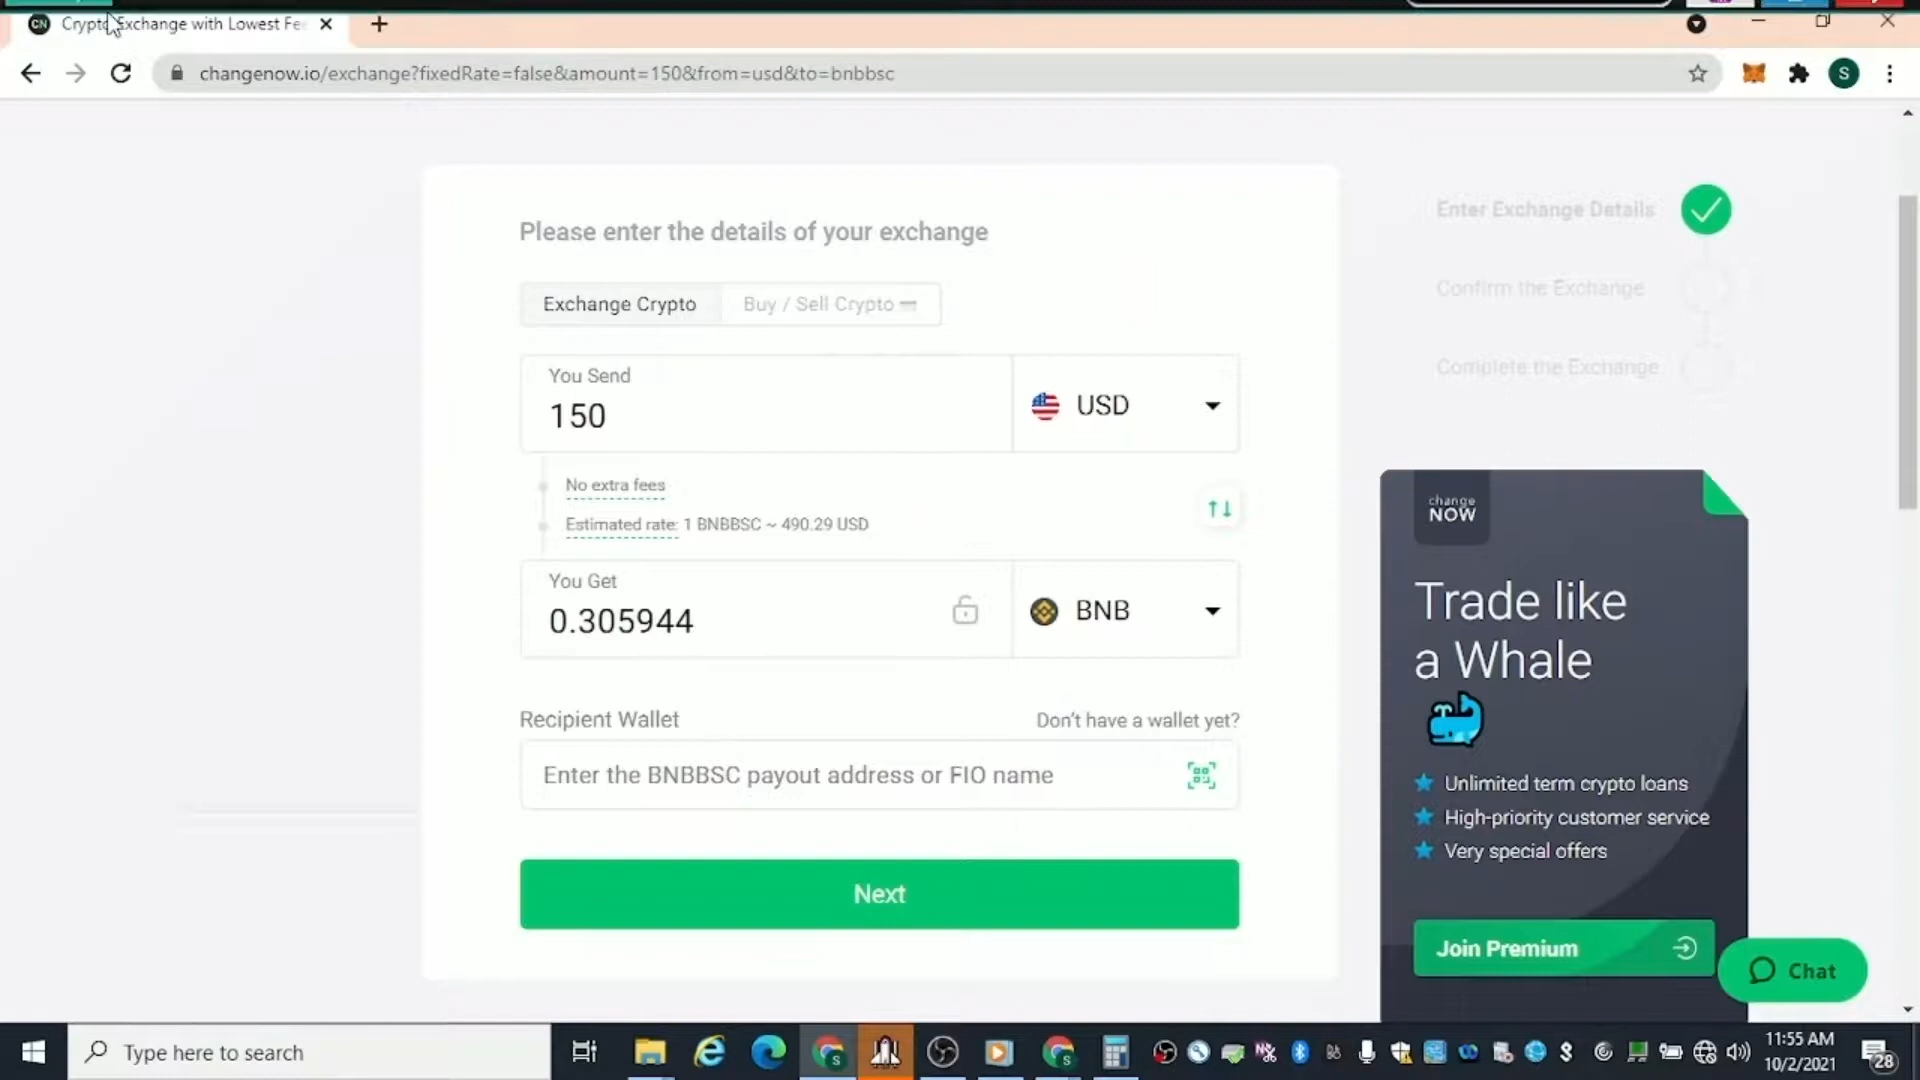 CN Crypto Exchange with Lowest Fe
changenow.io/exchange?fixedRate=false&amount=150&from=usd&to=bnbbsc
S
Please enter the details of your exchange
Exchange Crypto
Buy / Sell Crypto
You Send
150
USD
No extra fees
Estimated rate: 1 BNBBSC ~ 490.29 USD
You Get
0.305944
BNB
Recipient Wallet
Don't have a wallet yet?
Enter the BNBBSC payout address or FIO name
Next
Enter Exchange Details
Confirm the Exchange
Complete the Exchange
change
NOW
Trade like
a Whale
Unlimited term crypto loans
High-priority customer service
Very special offers
Join Premium
Chat
Type here to search
11:55 AM
10/2/2021
28